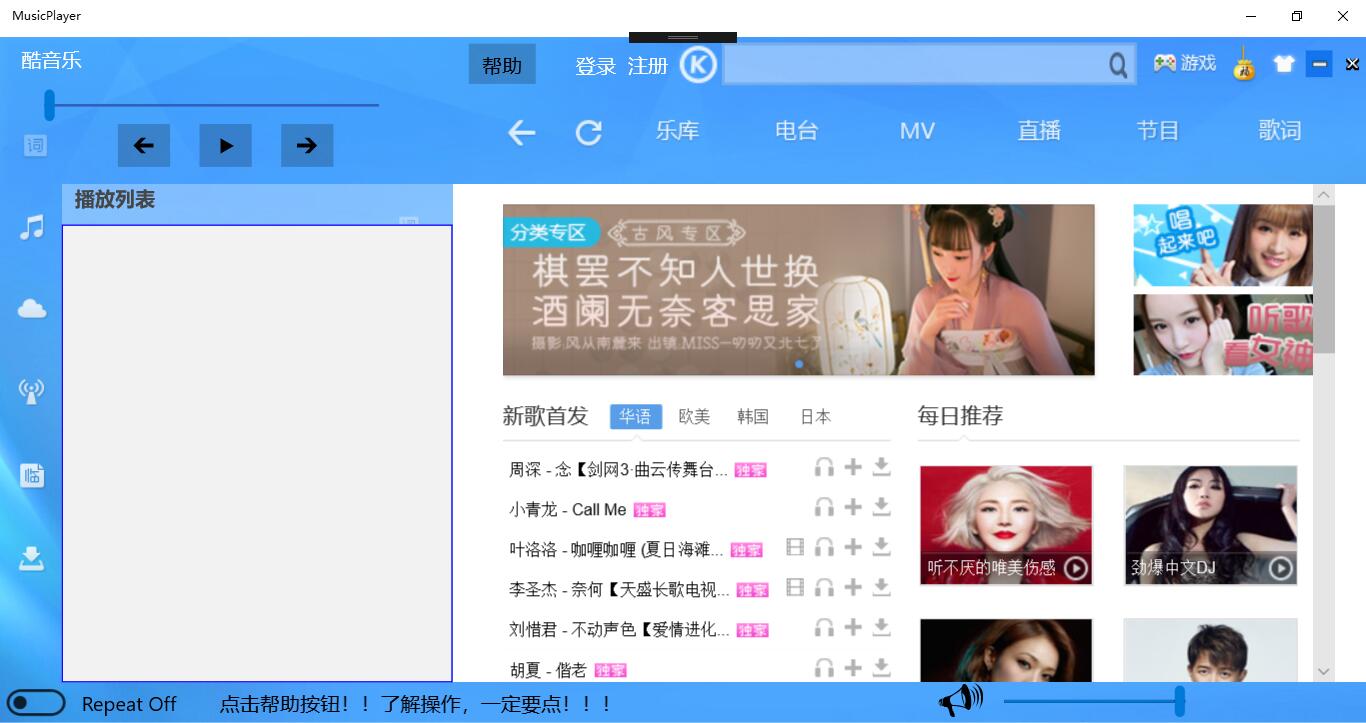 MusicPlayer
酷音乐
帮助 登录 注册 K 游戏
词
乐库 电台 MV 直播 节目 歌词
播放列表
分类专区 古风专区
棋罢不知人世换
酒阑无奈客思家
摄影.风从南麓来 出镜.MISS一叨叨又北七了
唱
起来吧
听歌
看女神
新歌首发 华语 欧美 韩国 日本
每日推荐
周深 - 念【剑网3·曲云传舞台... 独家
小青龙 - Call Me 独家
叶洛洛 - 咖喱咖喱 (夏日海滩... 独家
李圣杰 - 奈何【天盛长歌电视... 独家
刘惜君 - 不动声色【爱情进化... 独家
胡夏 - 偕老 独家
听不厌的唯美伤感
劲爆中文DJ
临
Repeat Off
点击帮助按钮！！了解操作，一定要点！！！